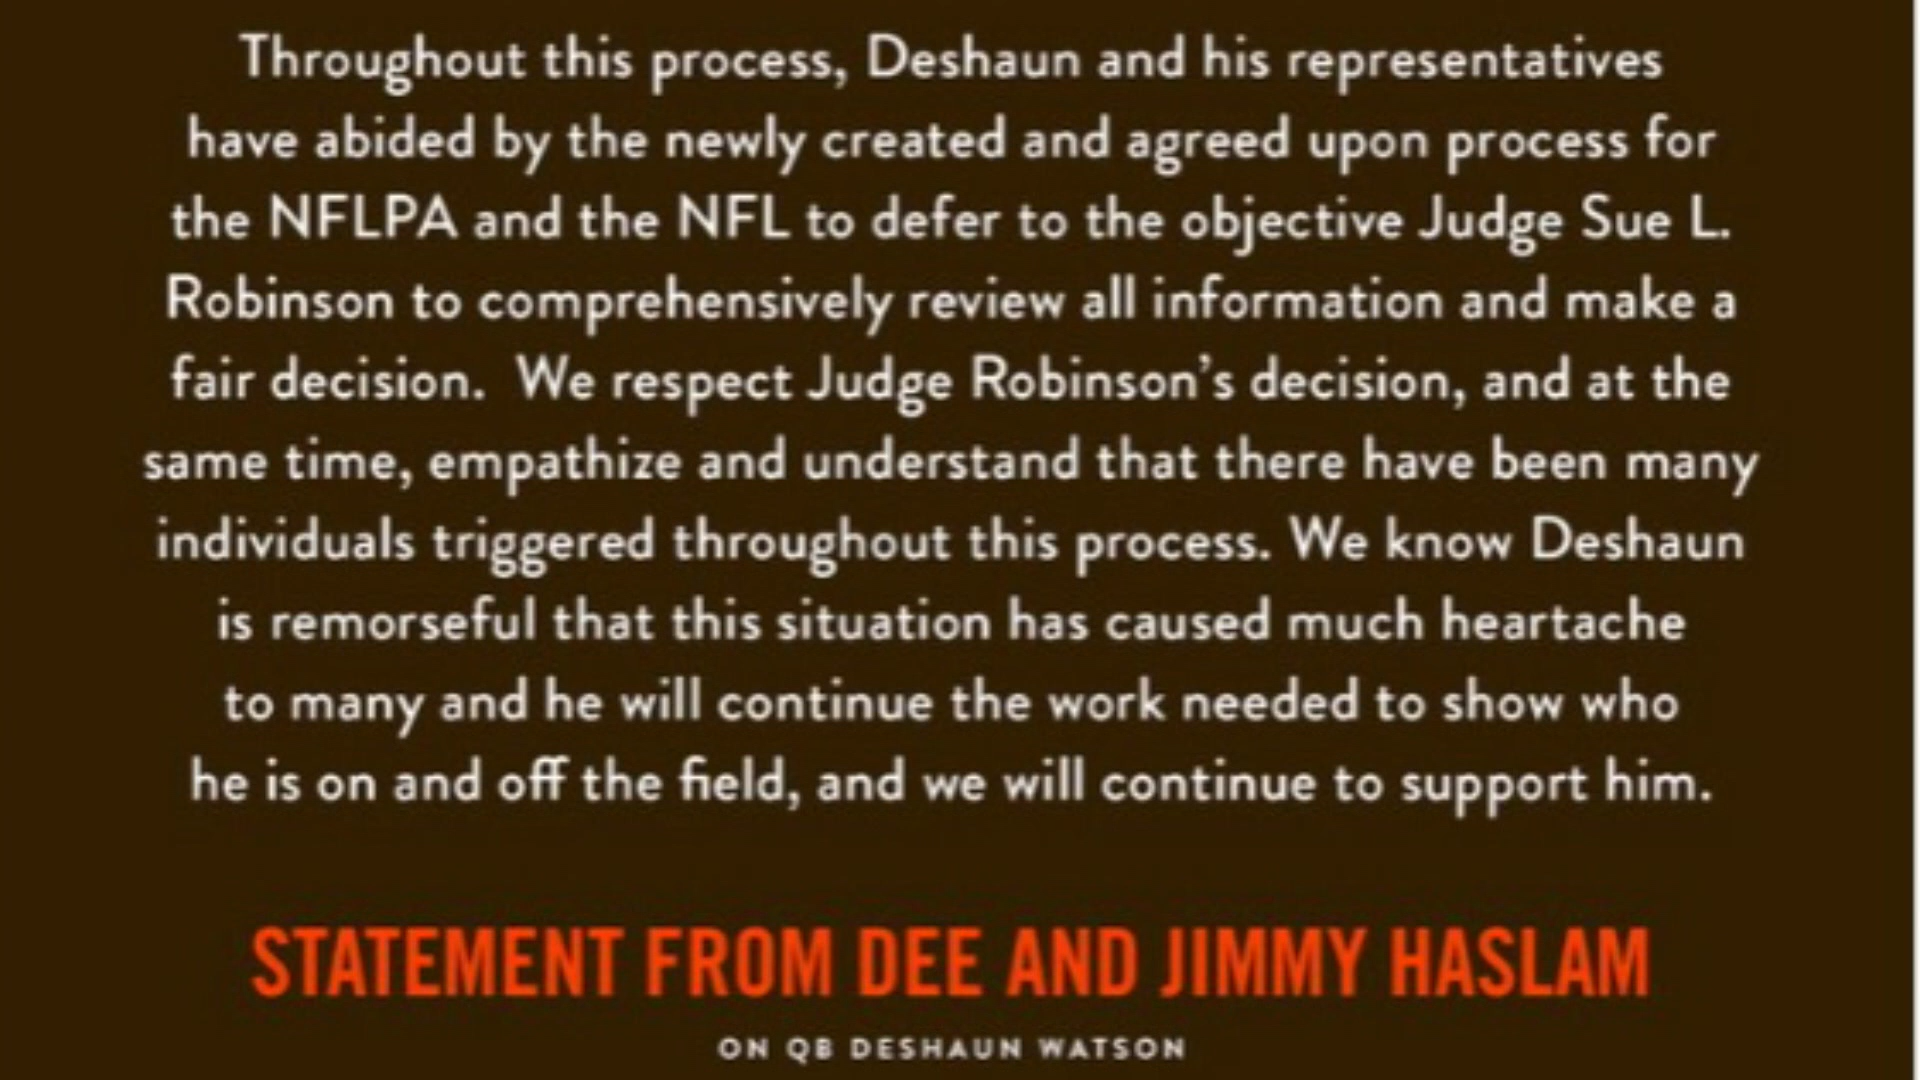 Throughout this process, Deshaun and his representatives
have abided by the newly created and agreed upon process for
the NFLPA and the NFL to defer to the objective Judge Sue L.
Robinson to comprehensively review all information and make a
fair decision.  We respect Judge Robinson's decision, and at the
same time, empathize and understand that there have been many
individuals triggered throughout this process. We know Deshaun
is remorseful that this situation has caused much heartache
to many and he will continue the work needed to show who
he is on and off the field, and we will continue to support him.
STATEMENT FROM DEE AND JIMMY HASLAM
ON QB DESHAUN WATSON